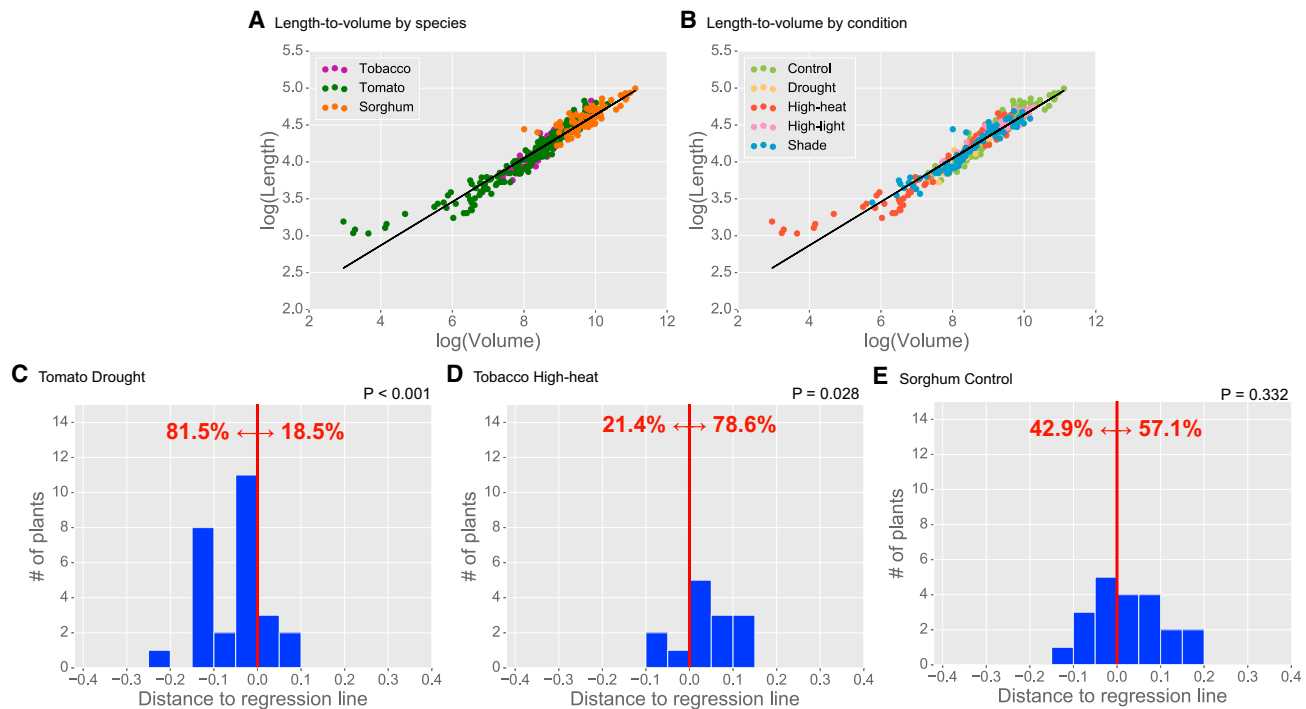 A Length-to-volume by species
5.5
5.0
4.5
4.0
3.5
3.0
2.5
2.0
log(Length)
Tobacco
Tomato
Sorghum
2 4 6 8 10 12
log(Volume)
B Length-to-volume by condition
5.5
5.0
4.5
4.0
3.5
3.0
2.5
2.0
log(Length)
Control
Drought
High-heat
High-light
Shade
2 4 6 8 10 12
log(Volume)
C Tomato Drought
P < 0.001
81.5% ←→ 18.5%
14
12
10
8
6
4
2
0
# of plants
−0.4 −0.3 −0.2 −0.1 0.0 0.1 0.2 0.3 0.4
Distance to regression line
D Tobacco High-heat
P = 0.028
21.4% ←→ 78.6%
14
12
10
8
6
4
2
0
# of plants
−0.4 −0.3 −0.2 −0.1 0.0 0.1 0.2 0.3 0.4
Distance to regression line
E Sorghum Control
P = 0.332
42.9% ←→ 57.1%
14
12
10
8
6
4
2
0
# of plants
−0.4 −0.3 −0.2 −0.1 0.0 0.1 0.2 0.3 0.4
Distance to regression line